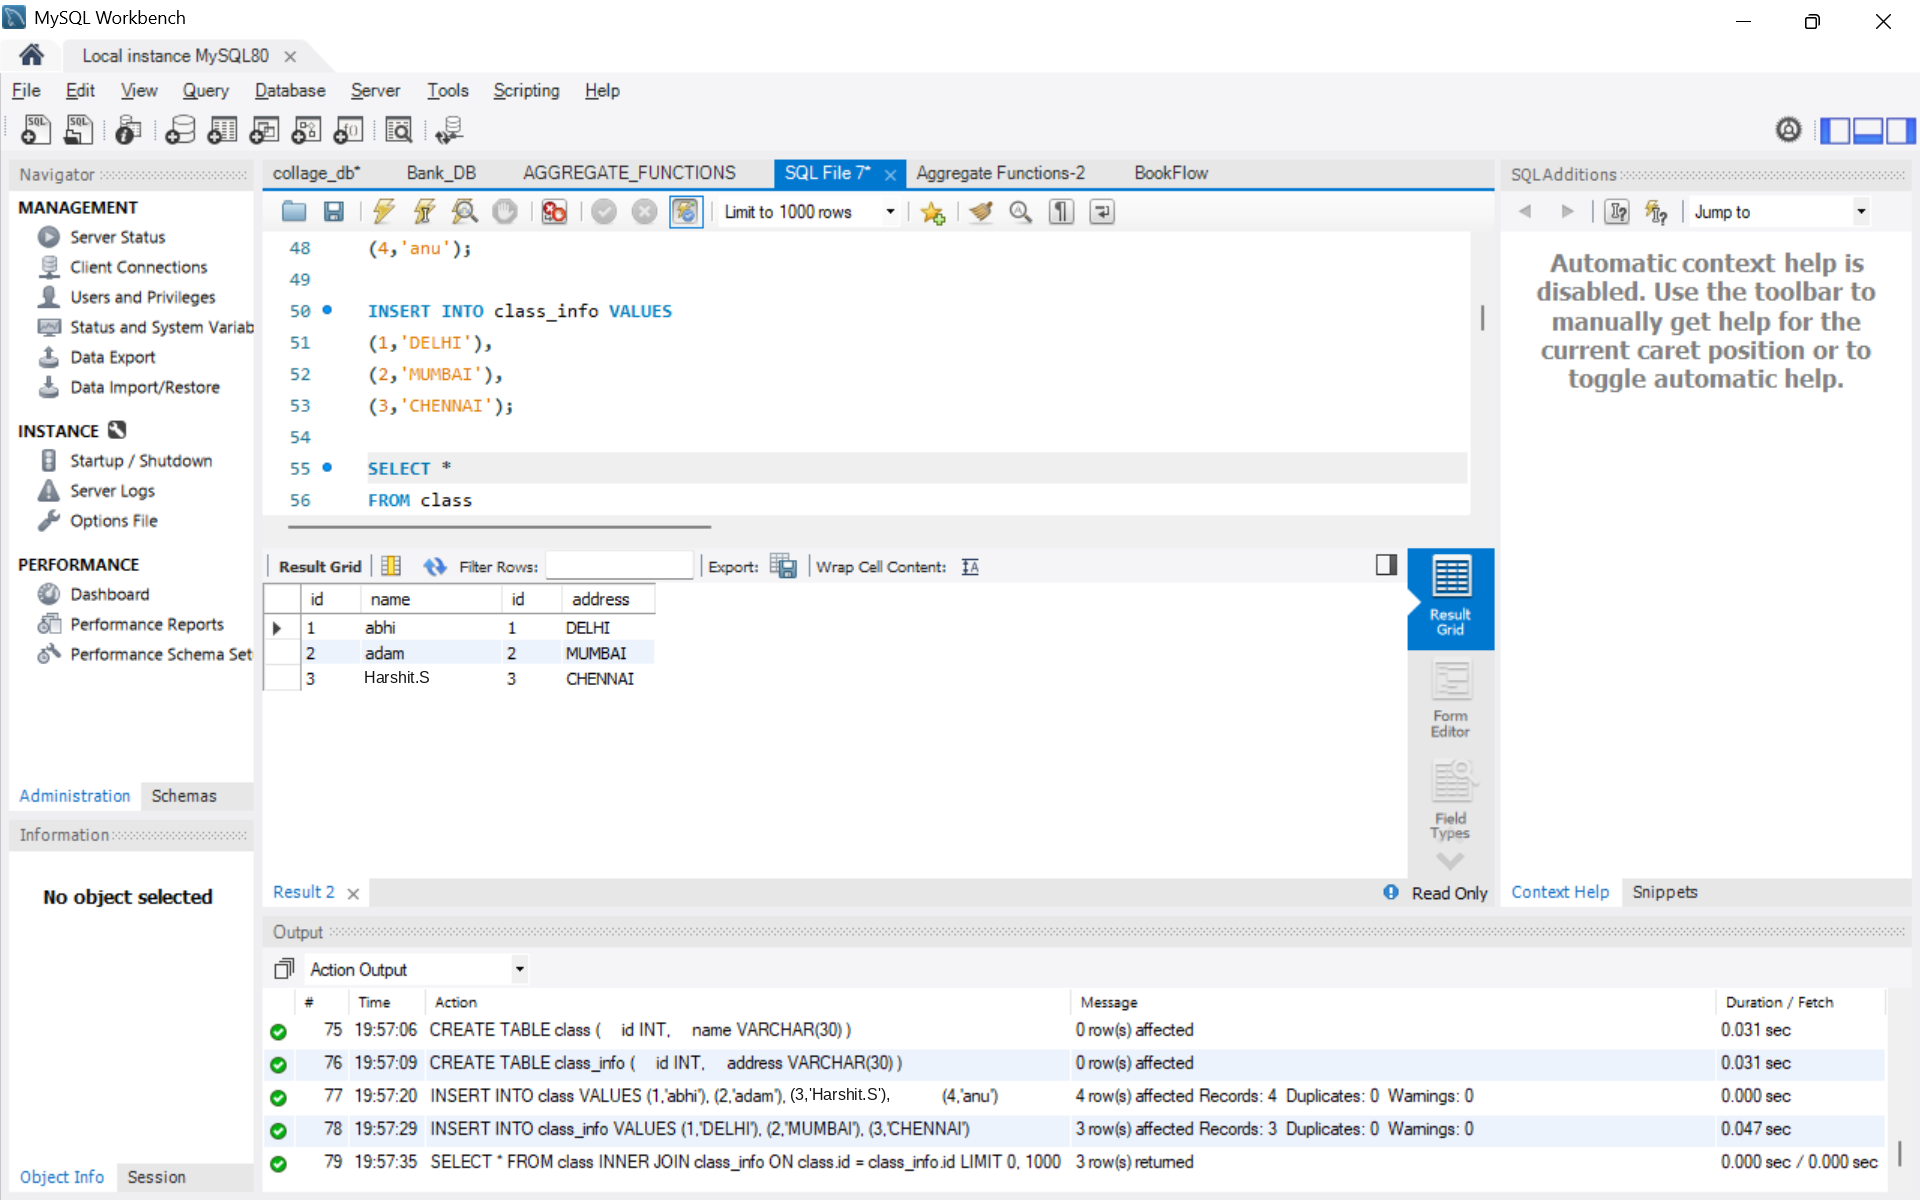 MySQL Workbench
Local instance MySQL80
File Edit View Query Database Server Tools Scripting Help
Navigator
MANAGEMENT
Server Status
Client Connections
Users and Privileges
Status and System Variab
Data Export
Data Import/Restore
INSTANCE
Startup / Shutdown
Server Logs
Options File
PERFORMANCE
Dashboard
Performance Reports
Performance Schema Set
Administration Schemas
Information
No object selected
Object Info Session
collage_db* Bank_DB AGGREGATE_FUNCTIONS SQL File 7* Aggregate Functions-2 BookFlow
Limit to 1000 rows
48 (4,'anu');
49
50 INSERT INTO class_info VALUES
51 (1,'DELHI'),
52 (2,'MUMBAI'),
53 (3,'CHENNAI');
54
55 SELECT *
56 FROM class
Result Grid Filter Rows: Export: Wrap Cell Content:
id name id address
1 abhi 1 DELHI
2 adam 2 MUMBAI
3 Harshit.S 3 CHENNAI
Result
Grid
Form
Editor
Field
Types
Result 2 Read Only
SQLAdditions
Jump to
Automatic context help is
disabled. Use the toolbar to
manually get help for the
current caret position or to
toggle automatic help.
Context Help Snippets
Output
Action Output
# Time Action Message Duration / Fetch
75 19:57:06 CREATE TABLE class ( id INT, name VARCHAR(30) ) 0 row(s) affected 0.031 sec
76 19:57:09 CREATE TABLE class_info ( id INT, address VARCHAR(30) ) 0 row(s) affected 0.031 sec
77 19:57:20 INSERT INTO class VALUES (1,'abhi'), (2,'adam'), (3,'Harshit.S'), (4,'anu') 4 row(s) affected Records: 4 Duplicates: 0 Warnings: 0 0.000 sec
78 19:57:29 INSERT INTO class_info VALUES (1,'DELHI'), (2,'MUMBAI'), (3,'CHENNAI') 3 row(s) affected Records: 3 Duplicates: 0 Warnings: 0 0.047 sec
79 19:57:35 SELECT * FROM class INNER JOIN class_info ON class.id = class_info.id LIMIT 0, 1000 3 row(s) returned 0.000 sec / 0.000 sec